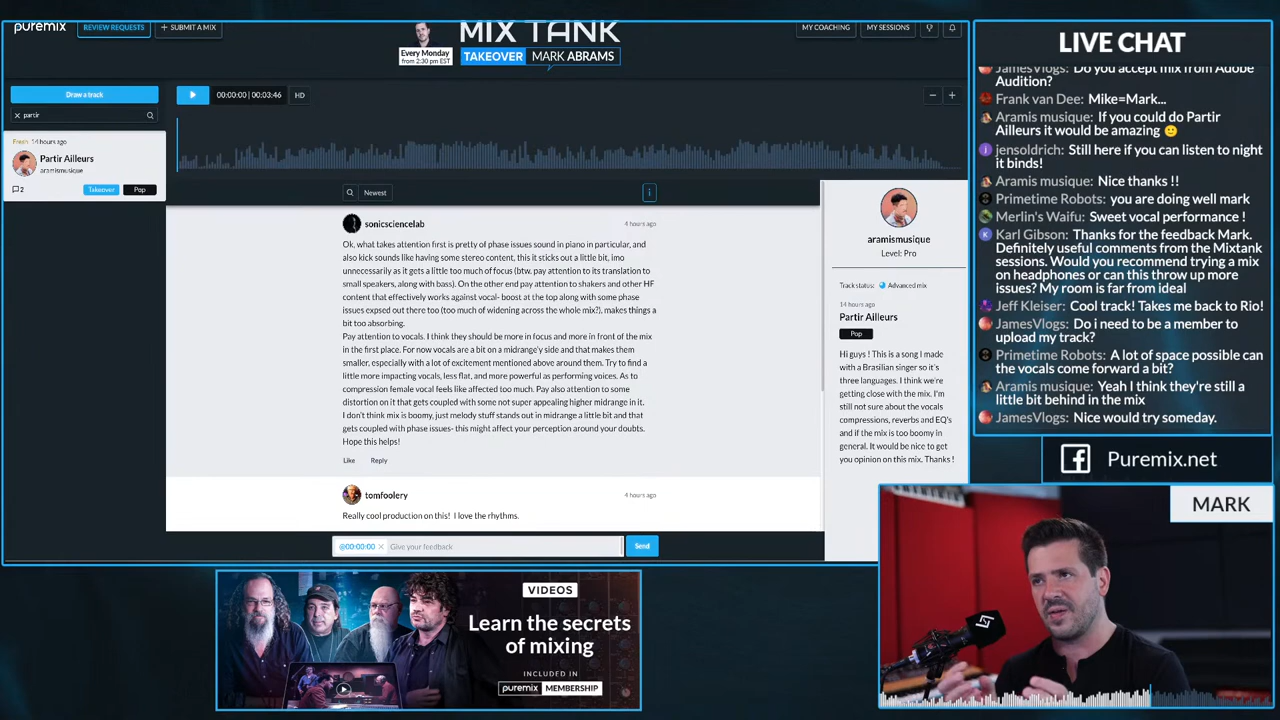 puremix
REVIEW REQUESTS
+ SUBMIT A MIX
Every Monday
from 2:30 pm EST
MIX TANK
TAKEOVER MARK ABRAMS
MY COACHING
MY SESSIONS
Draw a track
× partir
Fresh 14 hours ago
Partir Ailleurs
aramismusique
2
Takeover
Pop
00:00:00 | 00:03:46
HD
Newest
i
sonicsciencelab
4 hours ago
Ok, what takes attention first is pretty of phase issues sound in piano in particular, and
also kick sounds like having some stereo content, this it sticks out a little bit, imo
unnecessarily as it gets a little too much of focus (btw. pay attention to its translation to
small speakers, along with bass). On the other end pay attention to shakers and other HF
content that effectively works against vocal- boost at the top along with some phase
issues expsed out there too (too much of widening across the whole mix?), makes things a
bit too absorbing.
Pay attention to vocals. I think they should be more in focus and more in front of the mix
in the first place. For now vocals are a bit on a midrange'y side and that makes them
smaller, especially with a lot of excitement mentioned above around them. Try to find a
little more impacting vocals, less flat, and more powerful as performing voices. As to
compression female vocal feels like affected too much. Pay also attention to some
distortion on it that gets coupled with some not super appealing higher midrange in it.
I don't think mix is boomy, just melody stuff stands out in midrange a little bit and that
gets coupled with phase issues- this might affect your perception around your doubts.
Hope this helps!
Like Reply
tomfoolery
4 hours ago
Really cool production on this! I love the rhythms.
@00:00:00 ×
Give your feedback
Send
aramismusique
Level: Pro
Track status: Advanced mix
14 hours ago
Partir Ailleurs
Pop
Hi guys ! This is a song I made
with a Brasilian singer so it's
three languages. I think we're
getting close with the mix. I'm
still not sure about the vocals
compressions, reverbs and EQ's
and if the mix is too boomy in
general. It would be nice to get
you opinion on this mix. Thanks !
LIVE CHAT
JamesVlogs: Do you accept mix from Adobe
Audition?
Frank van Dee: Mike=Mark...
Aramis musique: If you could do Partir
Ailleurs it would be amazing 🙂
jensoldrich: Still here if you can listen to night
it binds!
Aramis musique: Nice thanks !!
Primetime Robots: you are doing well mark
Merlin's Waifu: Sweet vocal performance !
Karl Gibson: Thanks for the feedback Mark.
Definitely useful comments from the Mixtank
sessions. Would you recommend trying a mix
on headphones or can this throw up more
issues? My room is far from ideal
Jeff Kleiser: Cool track! Takes me back to Rio!
JamesVlogs: Do i need to be a member to
upload my track?
Primetime Robots: A lot of space possible can
the vocals come forward a bit?
Aramis musique: Yeah I think they're still a
little bit behind in the mix
JamesVlogs: Nice would try someday.
Puremix.net
MARK
VIDEOS
Learn the secrets
of mixing
INCLUDED IN
puremix MEMBERSHIP